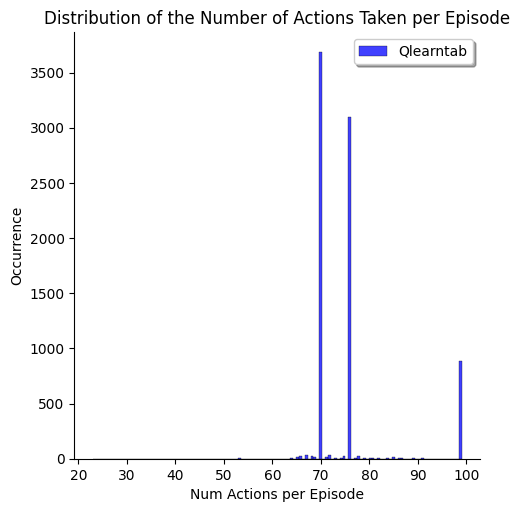 Distribution of the Number of Actions Taken per Episode
Qlearntab
3500
3000
2500
2000
1500
1000
500
0
Occurrence
20 30 40 50 60 70 80 90 100
Num Actions per Episode